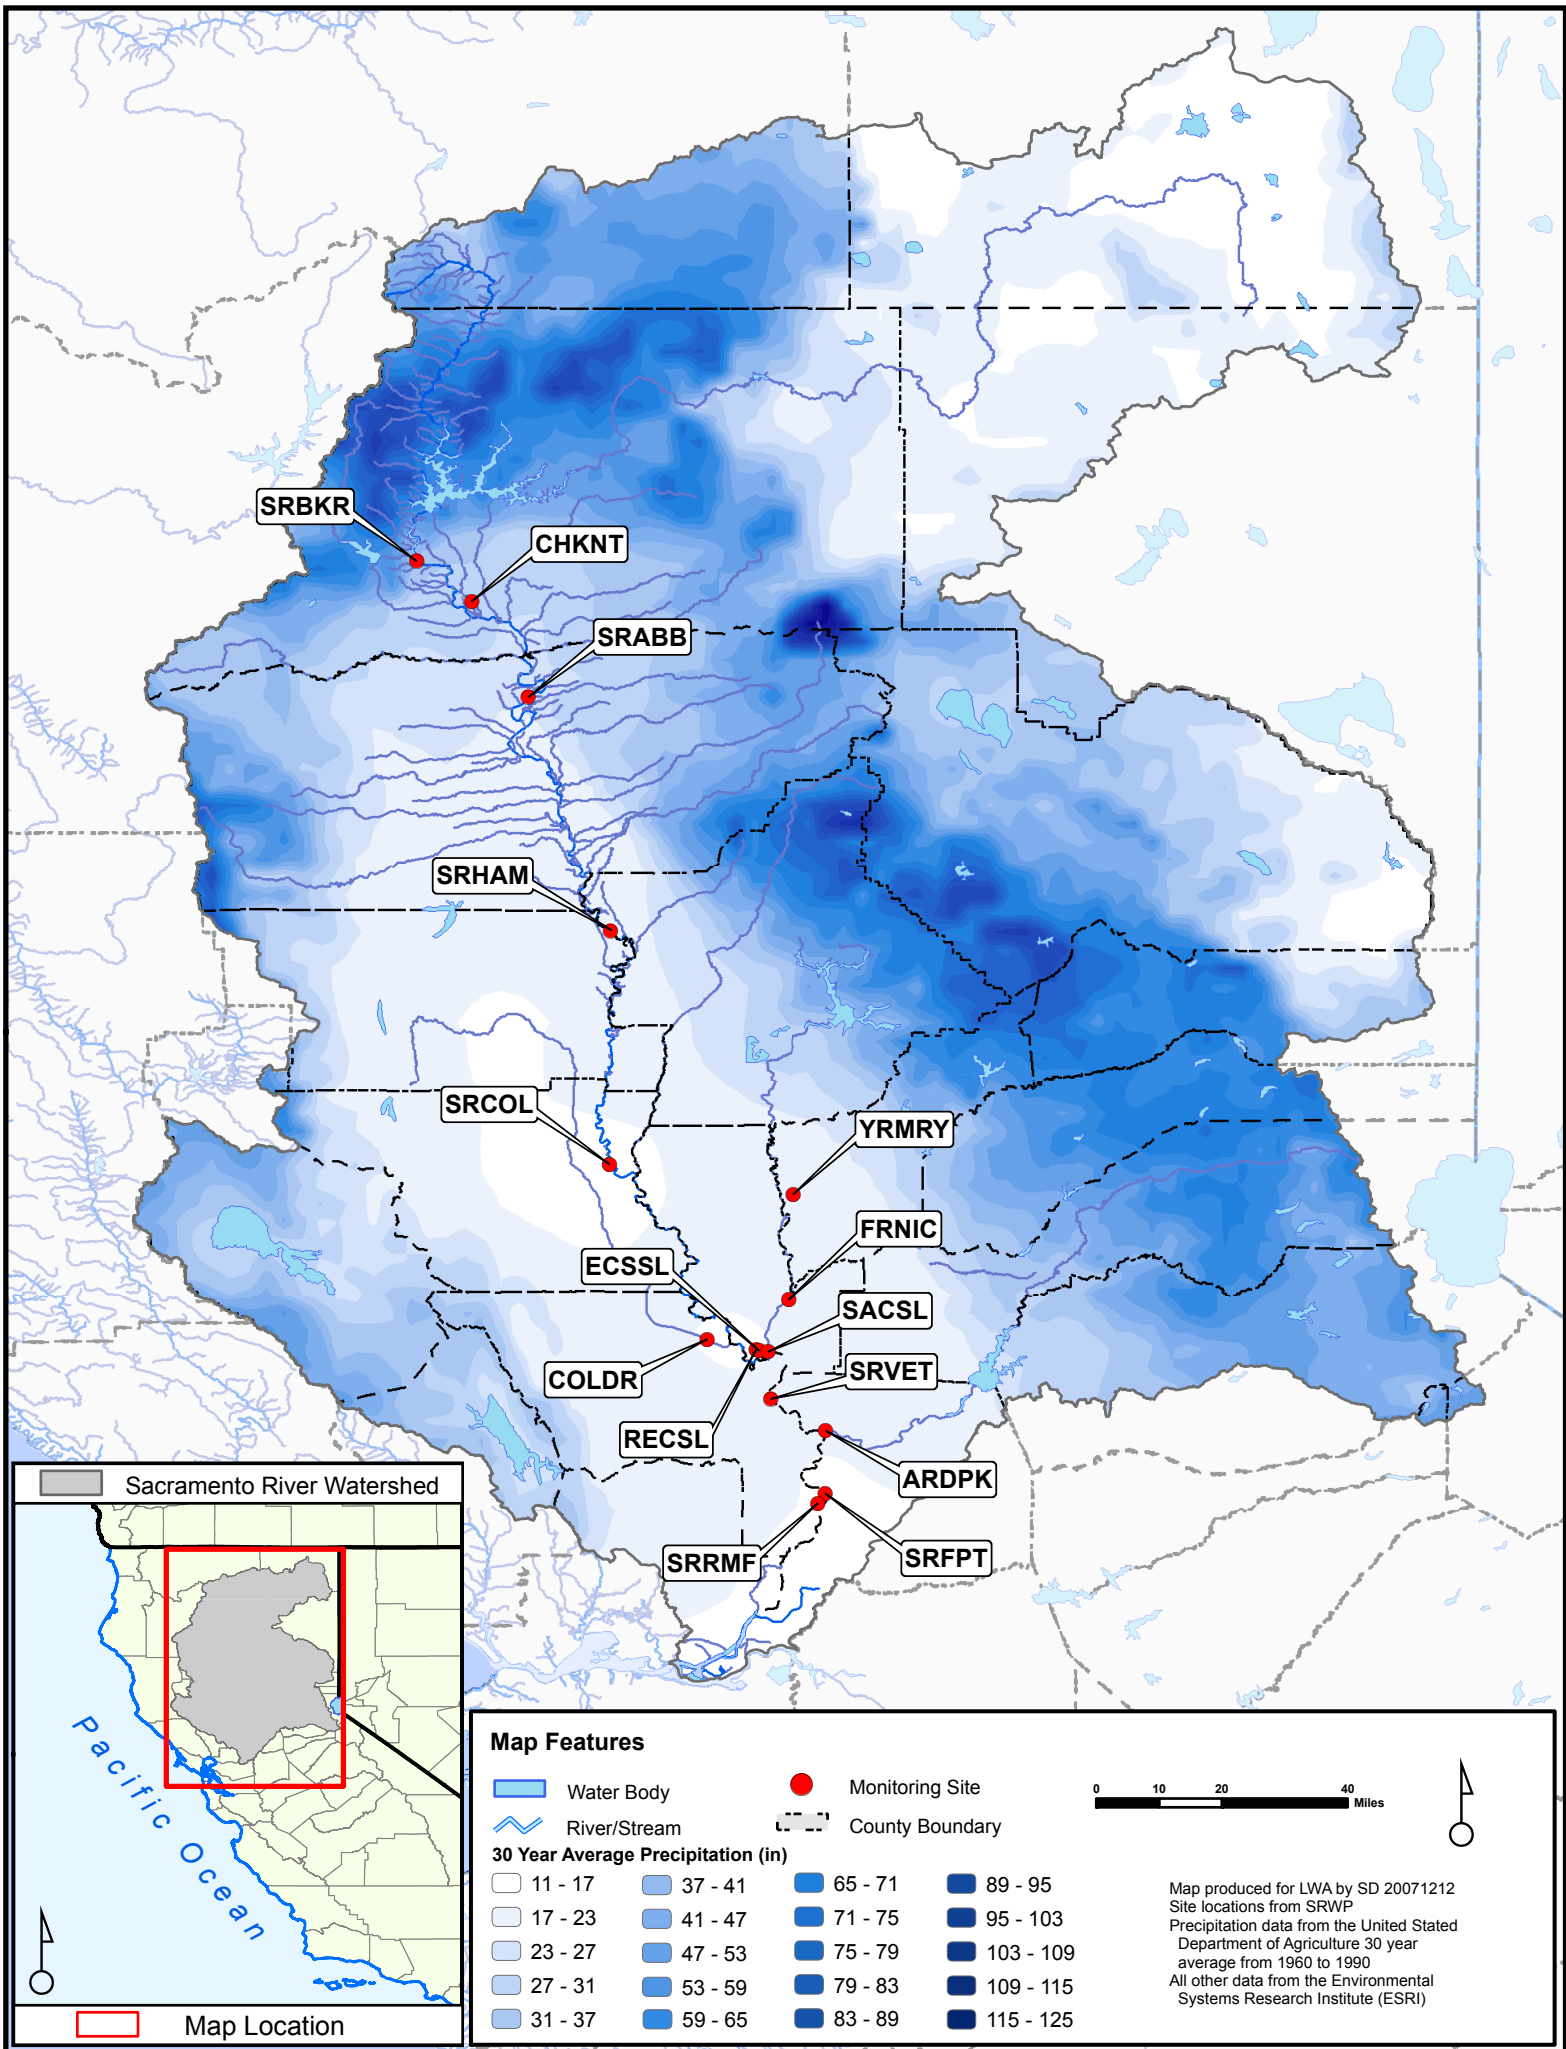 SRBKR
CHKNT
SRABB
SRHAM
SRCOL
YRMRY
FRNIC
ECSSL
SACSL
COLDR
SRVET
RECSL
ARDPK
SRRMF
SRFPT
Sacramento River Watershed
Pacific Ocean
Map Location
Map Features
Water Body
Monitoring Site
River/Stream
County Boundary
0 10 20 40
Miles
30 Year Average Precipitation (in)
11 - 17
17 - 23
23 - 27
27 - 31
31 - 37
37 - 41
41 - 47
47 - 53
53 - 59
59 - 65
65 - 71
71 - 75
75 - 79
79 - 83
83 - 89
89 - 95
95 - 103
103 - 109
109 - 115
115 - 125
Map produced for LWA by SD 20071212
Site locations from SRWP
Precipitation data from the United Stated
Department of Agriculture 30 year
average from 1960 to 1990
All other data from the Environmental
Systems Research Institute (ESRI)